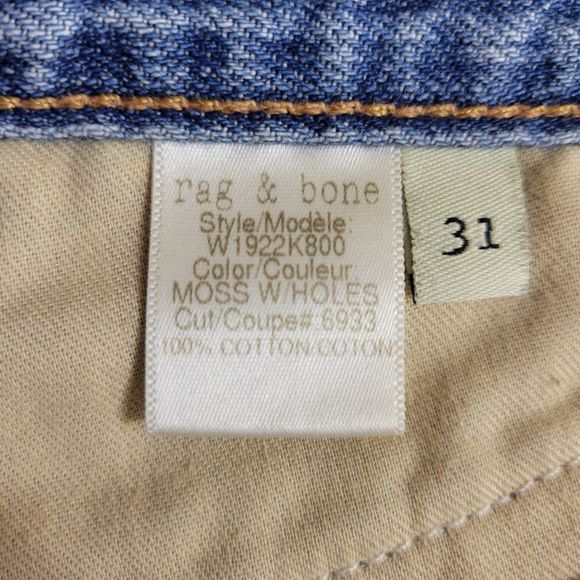 rag & bone
Style/Modèle:
W1922K800
Color/Couleur:
MOSS W/HOLES
Cut/Coupe# 6933
100% COTTON COTON
31